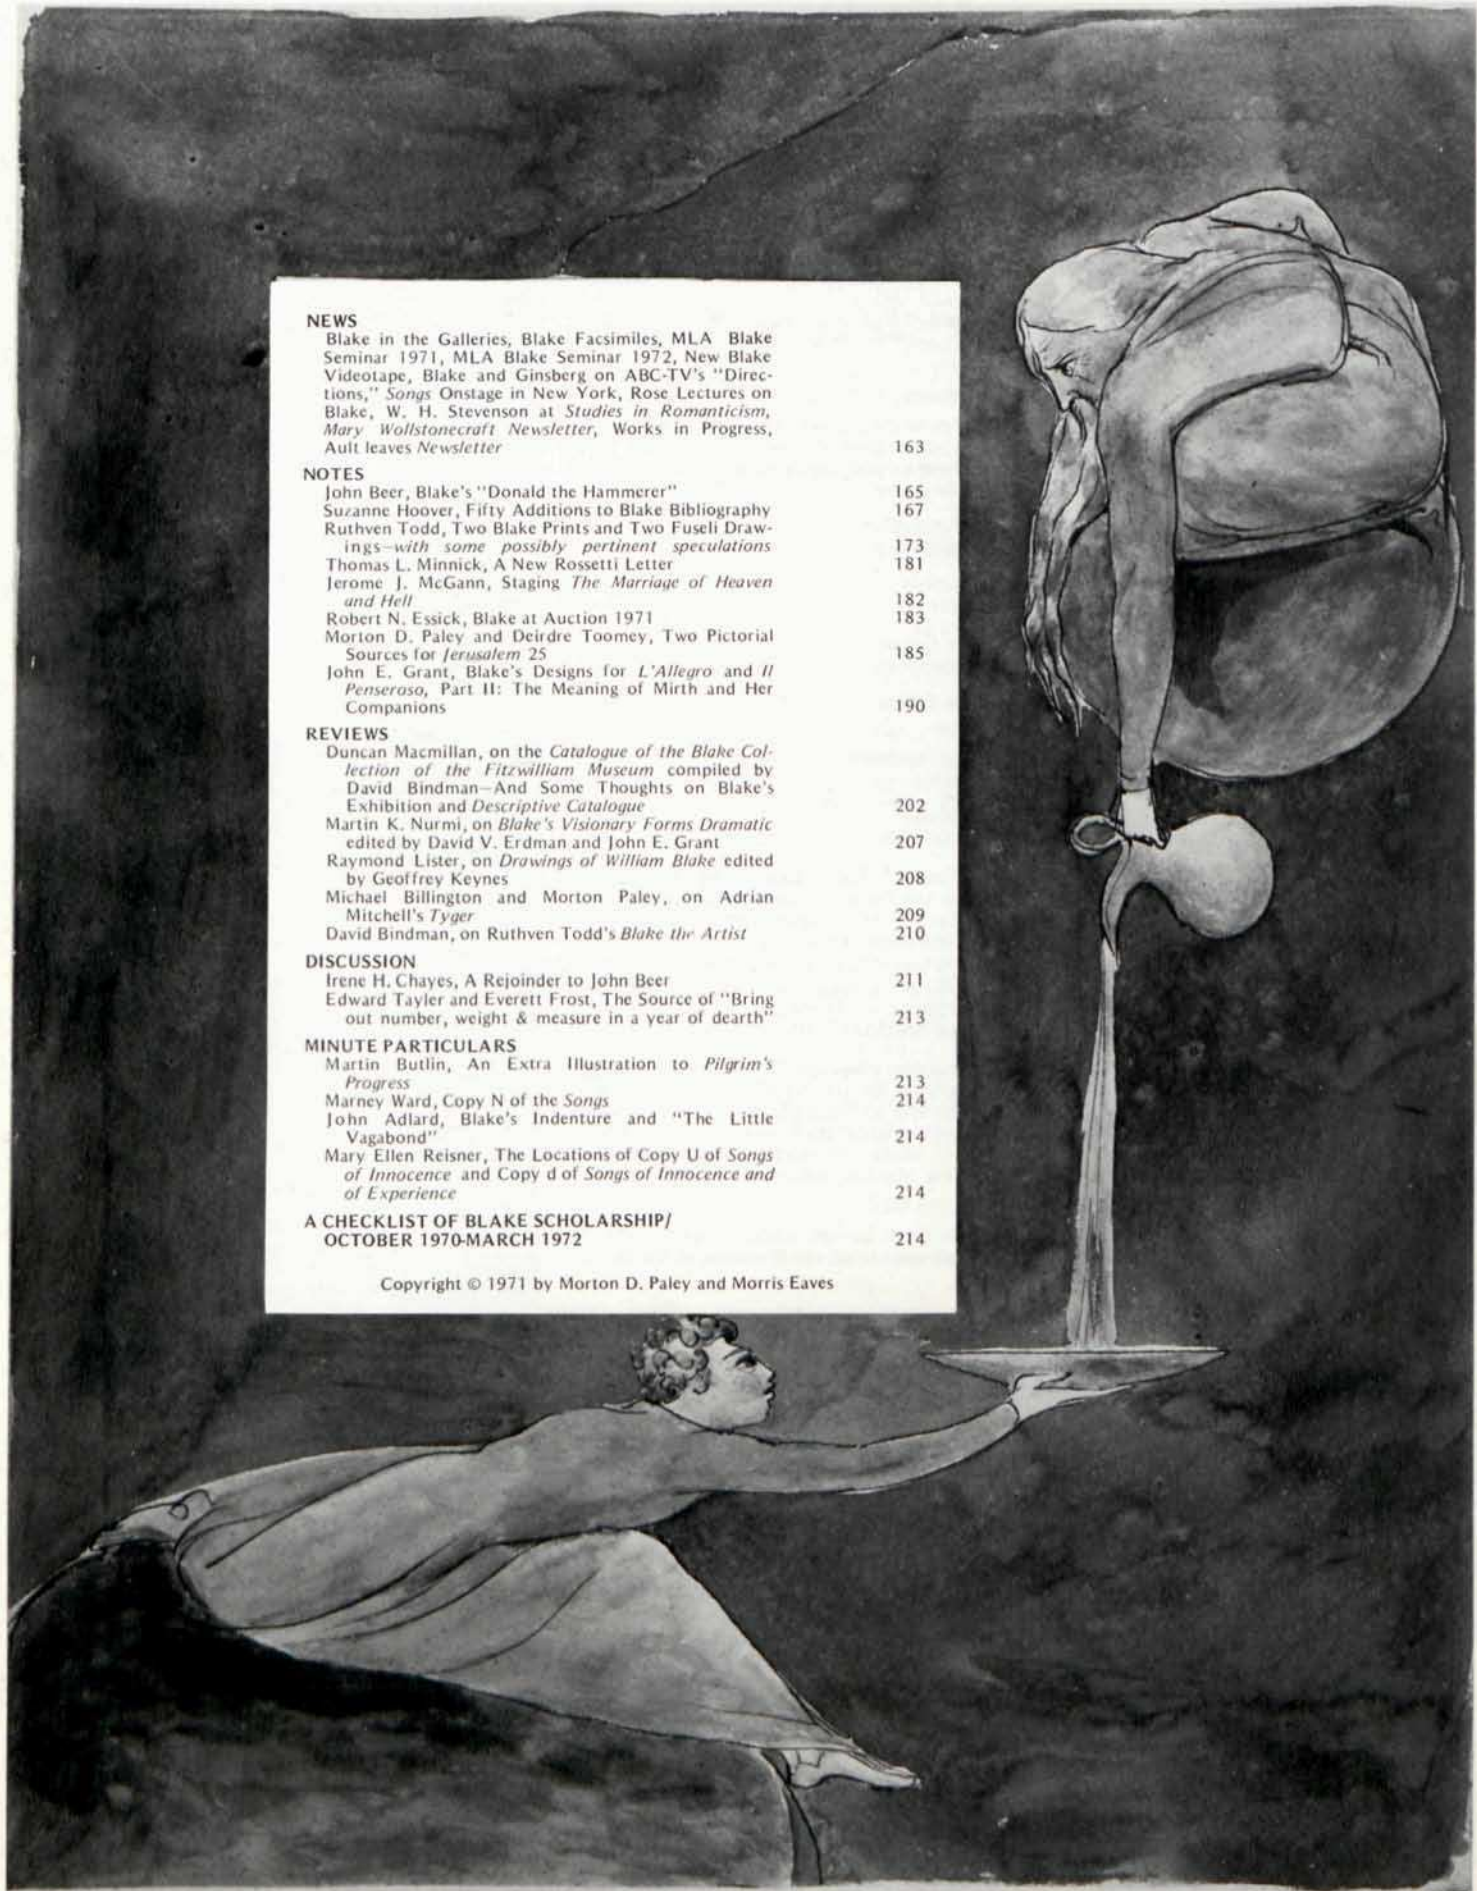 NEWS
Blake in the Galleries, Blake Facsimiles, MLA Blake
Seminar 1971, MLA Blake Seminar 1972, New Blake
Videotape, Blake and Ginsberg on ABC-TV's "Direc-
tions," Songs Onstage in New York, Rose Lectures on
Blake, W. H. Stevenson at Studies in Romanticism,
Mary Wollstonecraft Newsletter, Works in Progress,
Ault leaves Newsletter 163
NOTES
John Beer, Blake's "Donald the Hammerer" 165
Suzanne Hoover, Fifty Additions to Blake Bibliography 167
Ruthven Todd, Two Blake Prints and Two Fuseli Draw-
ings—with some possibly pertinent speculations 173
Thomas L. Minnick, A New Rossetti Letter 181
Jerome J. McGann, Staging The Marriage of Heaven
and Hell 182
Robert N. Essick, Blake at Auction 1971 183
Morton D. Paley and Deirdre Toomey, Two Pictorial
Sources for Jerusalem 25 185
John E. Grant, Blake's Designs for L'Allegro and Il
Penseroso, Part II: The Meaning of Mirth and Her
Companions 190
REVIEWS
Duncan Macmillan, on the Catalogue of the Blake Col-
lection of the Fitzwilliam Museum compiled by
David Bindman—And Some Thoughts on Blake's
Exhibition and Descriptive Catalogue 202
Martin K. Nurmi, on Blake's Visionary Forms Dramatic
edited by David V. Erdman and John E. Grant 207
Raymond Lister, on Drawings of William Blake edited
by Geoffrey Keynes 208
Michael Billington and Morton Paley, on Adrian
Mitchell's Tyger 209
David Bindman, on Ruthven Todd's Blake the Artist 210
DISCUSSION
Irene H. Chayes, A Rejoinder to John Beer 211
Edward Tayler and Everett Frost, The Source of "Bring
out number, weight & measure in a year of dearth" 213
MINUTE PARTICULARS
Martin Butlin, An Extra Illustration to Pilgrim's
Progress 213
Marney Ward, Copy N of the Songs 214
John Adlard, Blake's Indenture and "The Little
Vagabond" 214
Mary Ellen Reisner, The Locations of Copy U of Songs
of Innocence and Copy d of Songs of Innocence and
of Experience 214
A CHECKLIST OF BLAKE SCHOLARSHIP/
OCTOBER 1970-MARCH 1972 214
Copyright © 1971 by Morton D. Paley and Morris Eaves